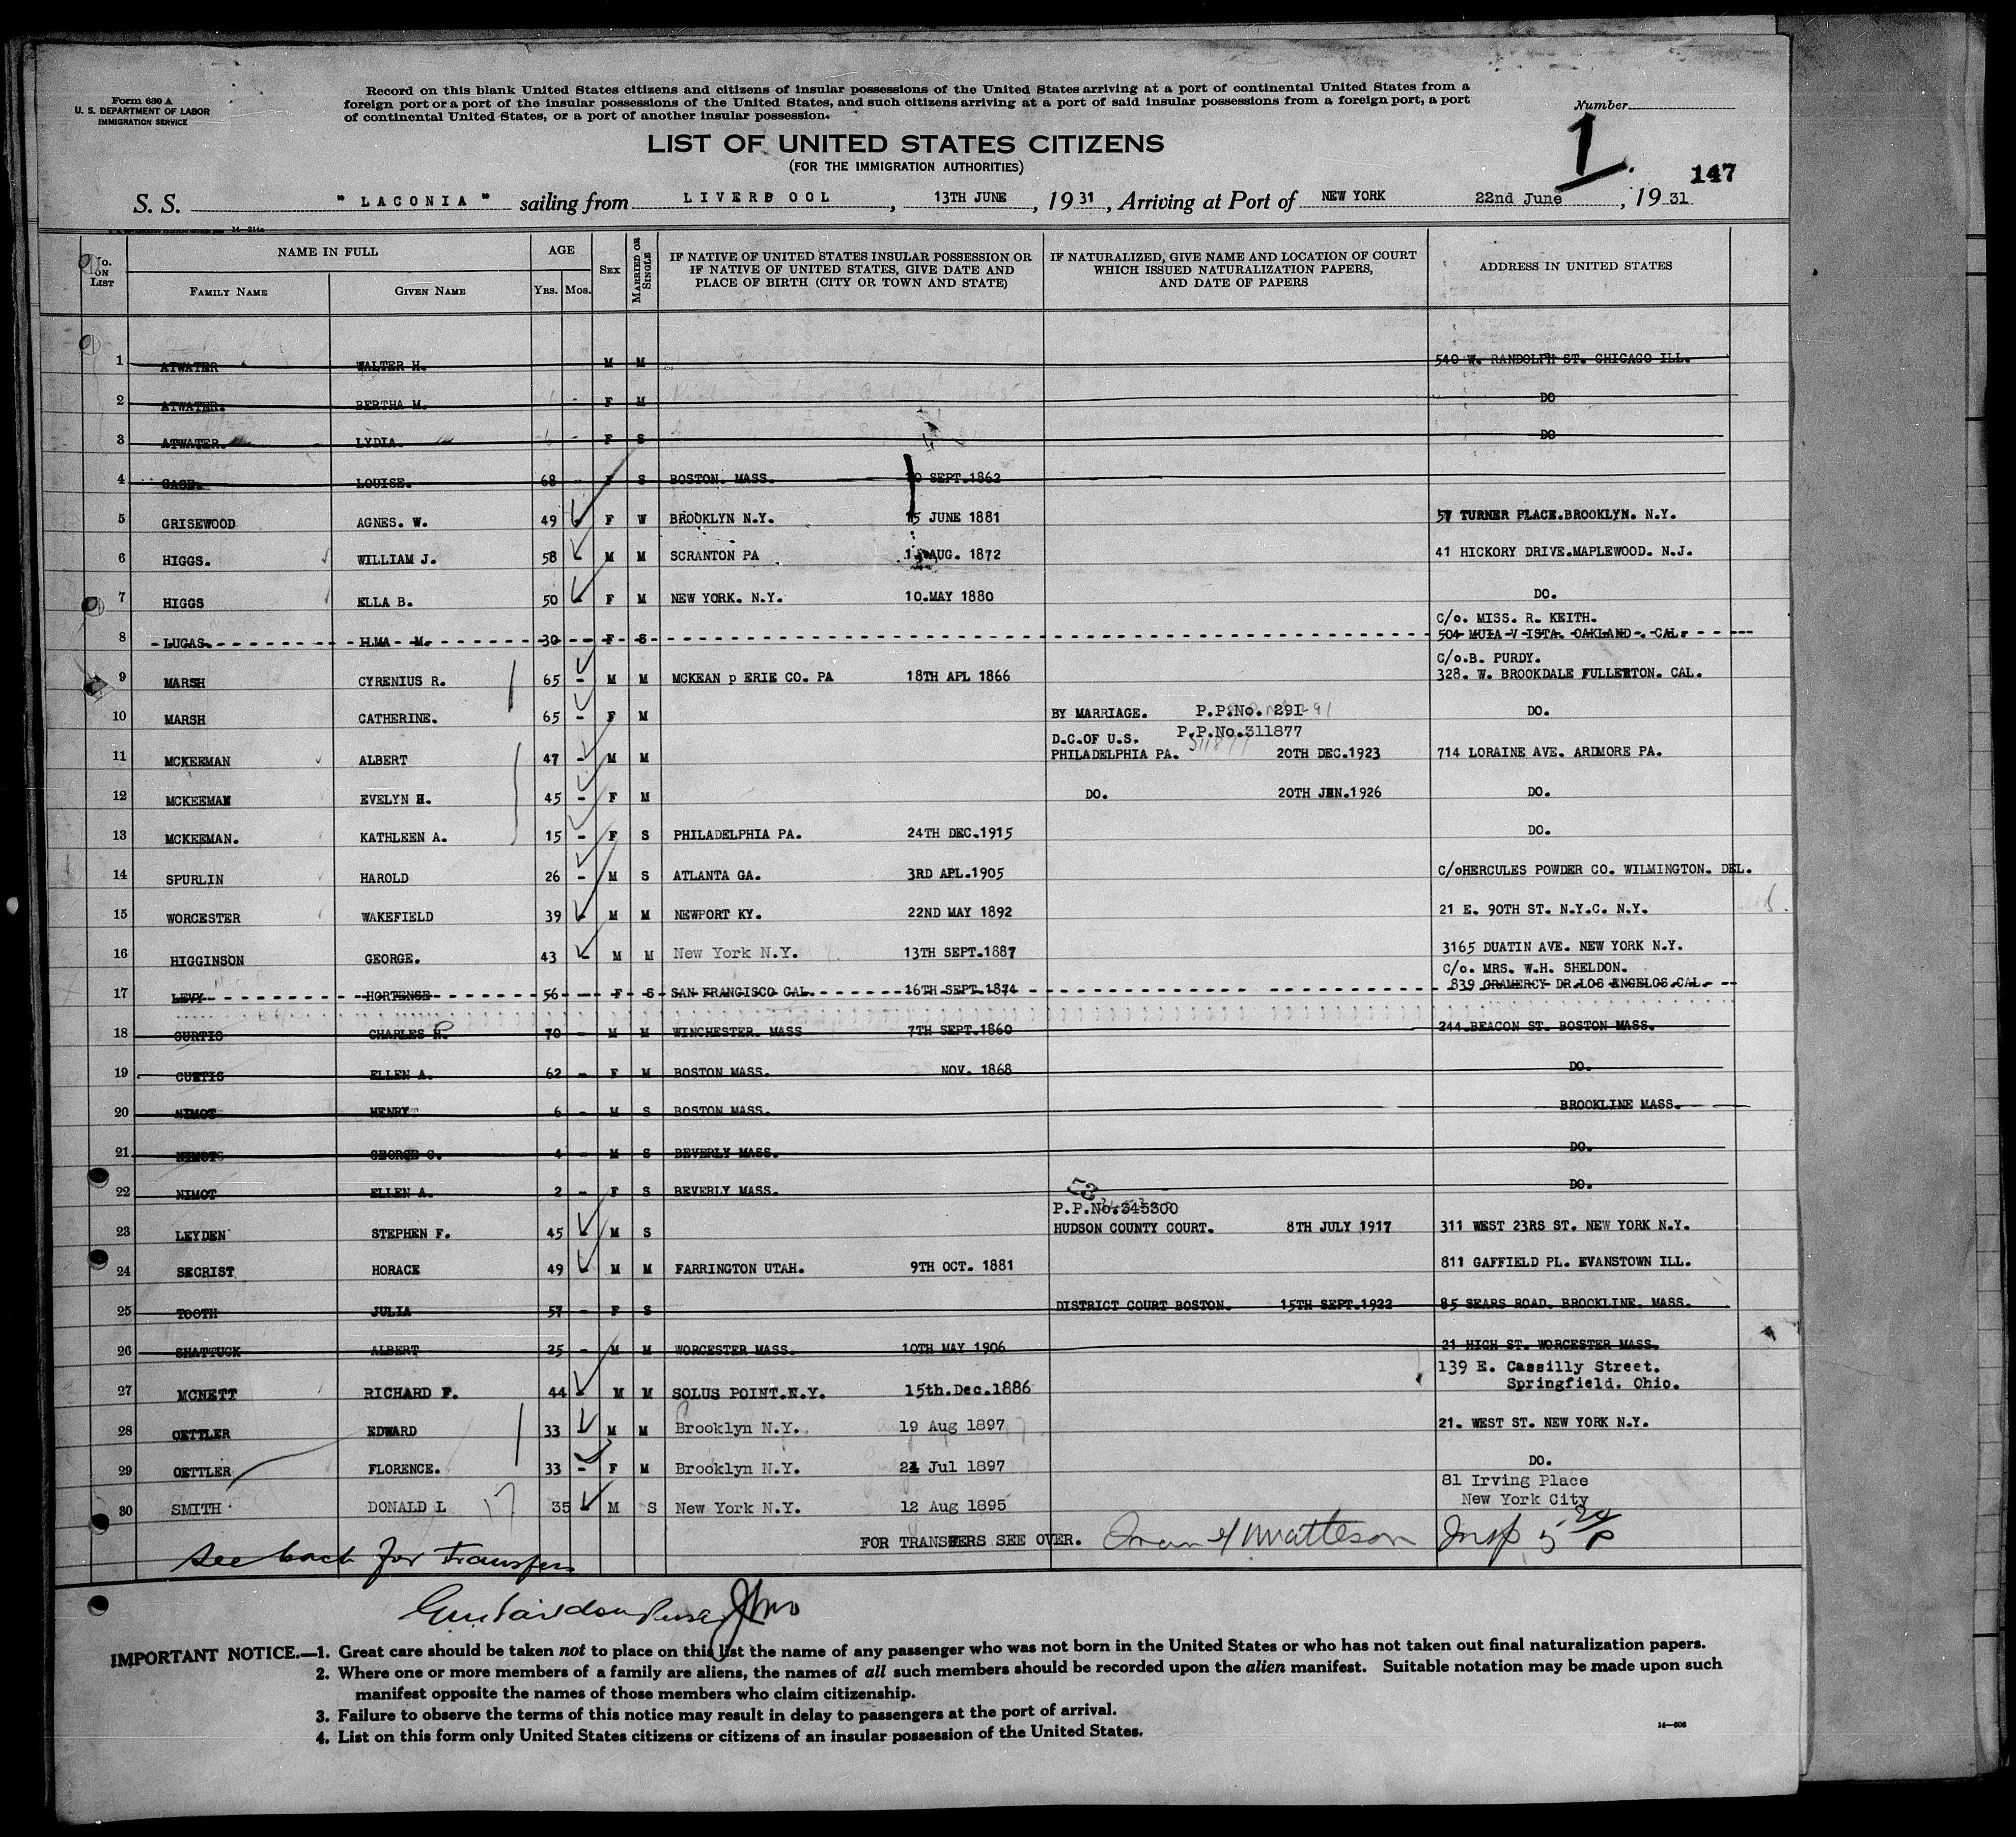 Form 630 A
U. S. DEPARTMENT OF LABOR
IMMIGRATION SERVICE
Record on this blank United States citizens and citizens of insular possessions of the United States arriving at a port of continental United States from a
foreign port or a port of the insular possessions of the United States, and such citizens arriving at a port of said insular possessions from a foreign port, a port
of continental United States, or a port of another insular possession.
Number
1.
147
LIST OF UNITED STATES CITIZENS
(FOR THE IMMIGRATION AUTHORITIES)
S. S. " LACONIA " sailing from LIVERPOOL, 13TH JUNE, 1931, Arriving at Port of NEW YORK 22nd June, 1931
No. ON LIST NAME IN FULL FAMILY NAME GIVEN NAME AGE YRS. MOS. SEX MARRIED OR SINGLE
IF NATIVE OF UNITED STATES INSULAR POSSESSION OR IF NATIVE OF UNITED STATES, GIVE DATE AND PLACE OF BIRTH (CITY OR TOWN AND STATE)
IF NATURALIZED, GIVE NAME AND LOCATION OF COURT WHICH ISSUED NATURALIZATION PAPERS, AND DATE OF PAPERS
ADDRESS IN UNITED STATES
1 ATWATER WALTER H. M M 540 W. RANDOLPH ST. CHICAGO ILL.
2 ATWATER. BERTHA M. F M DO
3 ATWATER. LYDIA. F S DO
4 GAGE. LOUISE. 68 - F S BOSTON. MASS. SEPT.1862
5 GRISEWOOD AGNES. W. 49 - F W BROOKLYN N.Y. 15 JUNE 1881 57 TURNER PLACE.BROOKLYN. N.Y.
6 HIGGS. WILLIAM J. 58 - M M SCRANTON PA AUG. 1872 41 HICKORY DRIVE.MAPLEWOOD. N.J.
7 HIGGS ELLA B. 50 - F M NEW YORK. N.Y. 10.MAY 1880 DO.
C/o. MISS. R. KEITH.
8 LUCAS. ILMA M. 30 - F S 504 MUIA VISTA. OAKLAND. CAL.
C/o.B. PURDY.
9 MARSH CYRENIUS R. 65 - M M MCKEAN p ERIE CO. PA 18TH APL 1866 328. W. BROOKDALE FULLERTON. CAL.
10 MARSH CATHERINE. 65 - F M BY MARRIAGE. P.P.No. 291 DO.
D.C.OF U.S. P.P.No.311877
11 MCKEEMAN ALBERT 47 - M M PHILADELPHIA PA. 20TH DEC.1923 714 LORAINE AVE. ARDMORE PA.
12 MCKEEMAN EVELYN H. 45 - F M DO. 20TH JAN.1926 DO.
13 MCKEEMAN. KATHLEEN A. 15 - F S PHILADELPHIA PA. 24TH DEC.1915 DO.
14 SPURLIN HAROLD 26 - M S ATLANTA GA. 3RD APL.1905 C/oHERCULES POWDER CO. WILMINGTON. DEL.
15 WORCESTER WAKEFIELD 39 - M M NEWPORT KY. 22ND MAY 1892 21 E. 90TH ST. N.Y.C. N.Y.
16 HIGGINSON GEORGE. 43 - M M New York N.Y. 13TH SEPT.1887 3165 DUATIN AVE. NEW YORK N.Y.
C/o. MRS. W.H. SHELDON.
17 LEVY HORTENSE 56 - F S SAN FRANCISCO CAL. 16TH SEPT.1874 839 GRAMERCY DR.LOS ANGELOS.CAL.
18 CURTIS CHARLES H. 70 - M M WINCHESTER. MASS 7TH SEPT.1860 244 BEACON ST. BOSTON MASS.
19 CURTIS ELLEN A. 62 - F M BOSTON MASS. NOV. 1868 DO.
20 NIMOT HENRY 6 - M S BOSTON MASS. BROOKLINE MASS.
21 NIMOT GEORGE C. 4 - M S BEVERLY MASS. DO.
22 NIMOT ELLEN A. 2 - F S BEVERLY MASS. DO.
P.P.No.345300
23 LEYDEN STEPHEN F. 45 - M S HUDSON COUNTY COURT. 8TH JULY 1917 311 WEST 23RS ST. NEW YORK N.Y.
24 SECRIST HORACE 49 - M M FARRINGTON UTAH. 9TH OCT. 1881 811 GAFFIELD PL. EVANSTOWN ILL.
25 TOOTH JULIA 57 - F S DISTRICT COURT BOSTON. 15TH SEPT.1922 85 SEARS ROAD. BROOKLINE. MASS.
26 SHATTUCK ALBERT 25 - M M WORCESTER MASS. 10TH MAY 1906 21 HIGH ST. WORCESTER MASS.
139 E. Cassilly Street.
27 MCNETT RICHARD F. 44 - M M SOLUS POINT.N.Y. 15th.Dec.1886 Springfield. Ohio.
28 OETTLER EDWARD 33 - M M Brooklyn N.Y. 19 Aug 1897 21. WEST ST. NEW YORK N.Y.
29 OETTLER FLORENCE. 33 - F M Brooklyn N.Y. 21 Jul 1897 DO.
81 Irving Place
30 SMITH DONALD L 35 - M S New York N.Y. 12 Aug 1895 New York City
FOR TRANSFERS SEE OVER.
See back for Transfers
IMPORTANT NOTICE.—1. Great care should be taken not to place on this list the name of any passenger who was not born in the United States or who has not taken out final naturalization papers.
2. Where one or more members of a family are aliens, the names of all such members should be recorded upon the alien manifest. Suitable notation may be made upon such
manifest opposite the names of those members who claim citizenship.
3. Failure to observe the terms of this notice may result in delay to passengers at the port of arrival.
4. List on this form only United States citizens or citizens of an insular possession of the United States.